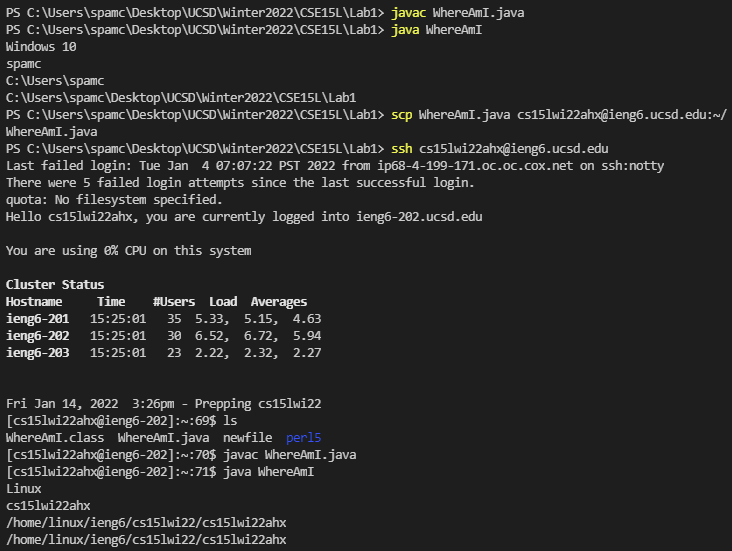 PS C:\Users\spamc\Desktop\UCSD\Winter2022\CSE15L\Lab1> javac WhereAmI.java
PS C:\Users\spamc\Desktop\UCSD\Winter2022\CSE15L\Lab1> java WhereAmI
Windows 10
spamc
C:\Users\spamc
C:\Users\spamc\Desktop\UCSD\Winter2022\CSE15L\Lab1
PS C:\Users\spamc\Desktop\UCSD\Winter2022\CSE15L\Lab1> scp WhereAmI.java cs15lwi22ahx@ieng6.ucsd.edu:~/
WhereAmI.java
PS C:\Users\spamc\Desktop\UCSD\Winter2022\CSE15L\Lab1> ssh cs15lwi22ahx@ieng6.ucsd.edu
Last failed login: Tue Jan  4 07:07:22 PST 2022 from ip68-4-199-171.oc.oc.cox.net on ssh:notty
There were 5 failed login attempts since the last successful login.
quota: No filesystem specified.
Hello cs15lwi22ahx, you are currently logged into ieng6-202.ucsd.edu
You are using 0% CPU on this system
Cluster Status
Hostname     Time    #Users  Load  Averages
ieng6-201   15:25:01   35  5.33,  5.15,  4.63
ieng6-202   15:25:01   30  6.52,  6.72,  5.94
ieng6-203   15:25:01   23  2.22,  2.32,  2.27
Fri Jan 14, 2022  3:26pm - Prepping cs15lwi22
[cs15lwi22ahx@ieng6-202]:~:69$ ls
WhereAmI.class  WhereAmI.java  newfile  perl5
[cs15lwi22ahx@ieng6-202]:~:70$ javac WhereAmI.java
[cs15lwi22ahx@ieng6-202]:~:71$ java WhereAmI
Linux
cs15lwi22ahx
/home/linux/ieng6/cs15lwi22/cs15lwi22ahx
/home/linux/ieng6/cs15lwi22/cs15lwi22ahx